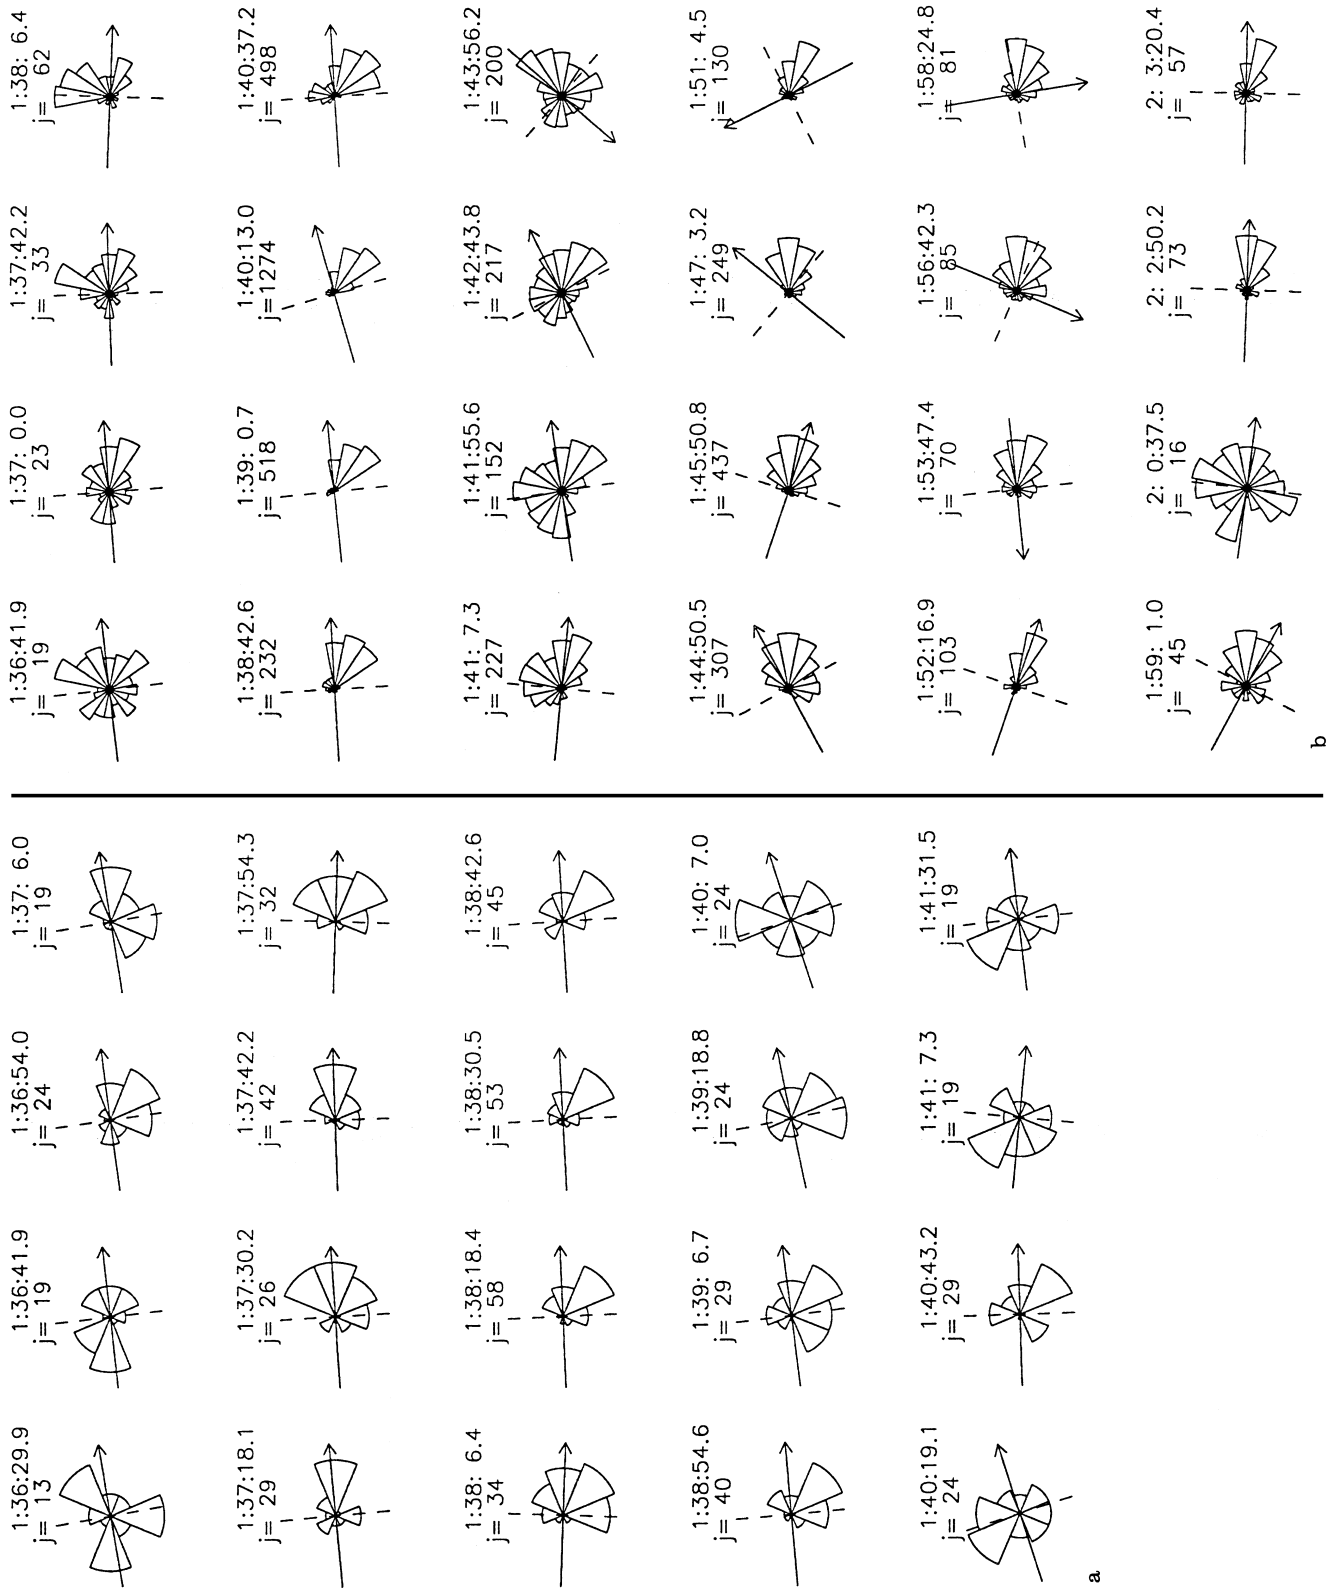 1:36:29.9
j= 13
1:36:41.9
j= 19
1:36:54.0
j= 24
1:37: 6.0
j= 19
1:37:18.1
j= 29
1:37:30.2
j= 26
1:37:42.2
j= 42
1:37:54.3
j= 32
1:38: 6.4
j= 34
1:38:18.4
j= 58
1:38:30.5
j= 53
1:38:42.6
j= 45
1:38:54.6
j= 40
1:39: 6.7
j= 29
1:39:18.8
j= 24
1:40: 7.0
j= 24
1:40:19.1
j= 24
1:40:43.2
j= 29
1:41: 7.3
j= 19
1:41:31.5
j= 19
a
1:36:41.9
j= 19
1:37: 0.0
j= 23
1:37:42.2
j= 33
1:38: 6.4
j= 62
1:38:42.6
j= 232
1:39: 0.7
j= 518
1:40:13.0
j=1274
1:40:37.2
j= 498
1:41: 7.3
j= 227
1:41:55.6
j= 152
1:42:43.8
j= 217
1:43:56.2
j= 200
1:44:50.5
j= 307
1:45:50.8
j= 437
1:47: 3.2
j= 249
1:51: 4.5
j= 130
1:52:16.9
j= 103
1:53:47.4
j= 70
1:56:42.3
j= 85
1:58:24.8
j= 81
1:59: 1.0
j= 45
2: 0:37.5
j= 16
2: 2:50.2
j= 73
2: 3:20.4
j= 57
b